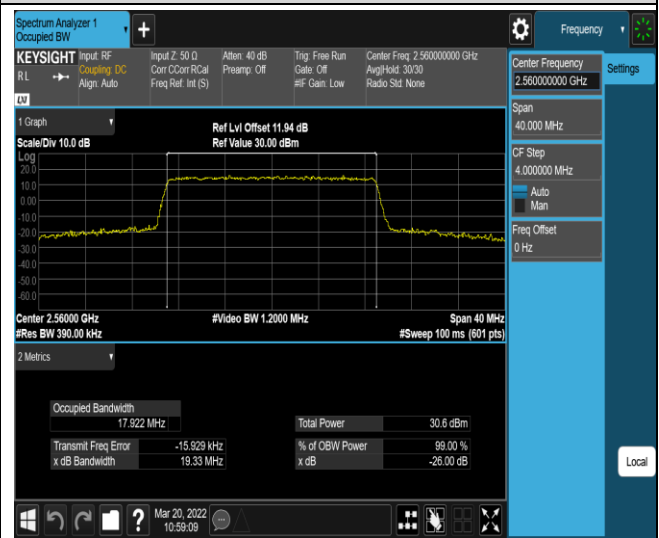 Spectrum Analyzer 1
Occupied BW
+
Frequency
KEYSIGHT
Input: RF
Coupling: DC
Align: Auto
Input Z: 50 Ω
Corr CCorr RCal
Freq Ref: Int (S)
Atten: 40 dB
Preamp: Off
Trig: Free Run
Gate: Off
#IF Gain: Low
Center Freq: 2.560000000 GHz
Avg|Hold: 30/30
Radio Std: None
RL
LXI
Center Frequency
2.560000000 GHz
Settings
Span
40.000 MHz
CF Step
4.000000 MHz
Auto
Man
Freq Offset
0 Hz
1 Graph
Scale/Div 10.0 dB
Ref Lvl Offset 11.94 dB
Ref Value 30.00 dBm
Log
20.0
10.0
0.00
-10.0
-20.0
-30.0
-40.0
-50.0
-60.0
Center 2.56000 GHz
#Video BW 1.2000 MHz
Span 40 MHz
#Res BW 390.00 kHz
#Sweep 100 ms (601 pts)
2 Metrics
Occupied Bandwidth
17.922 MHz
Total Power 30.6 dBm
Transmit Freq Error -15.929 kHz
% of OBW Power 99.00 %
x dB Bandwidth 19.33 MHz
x dB -26.00 dB
Local
?
Mar 20, 2022
10:59:09